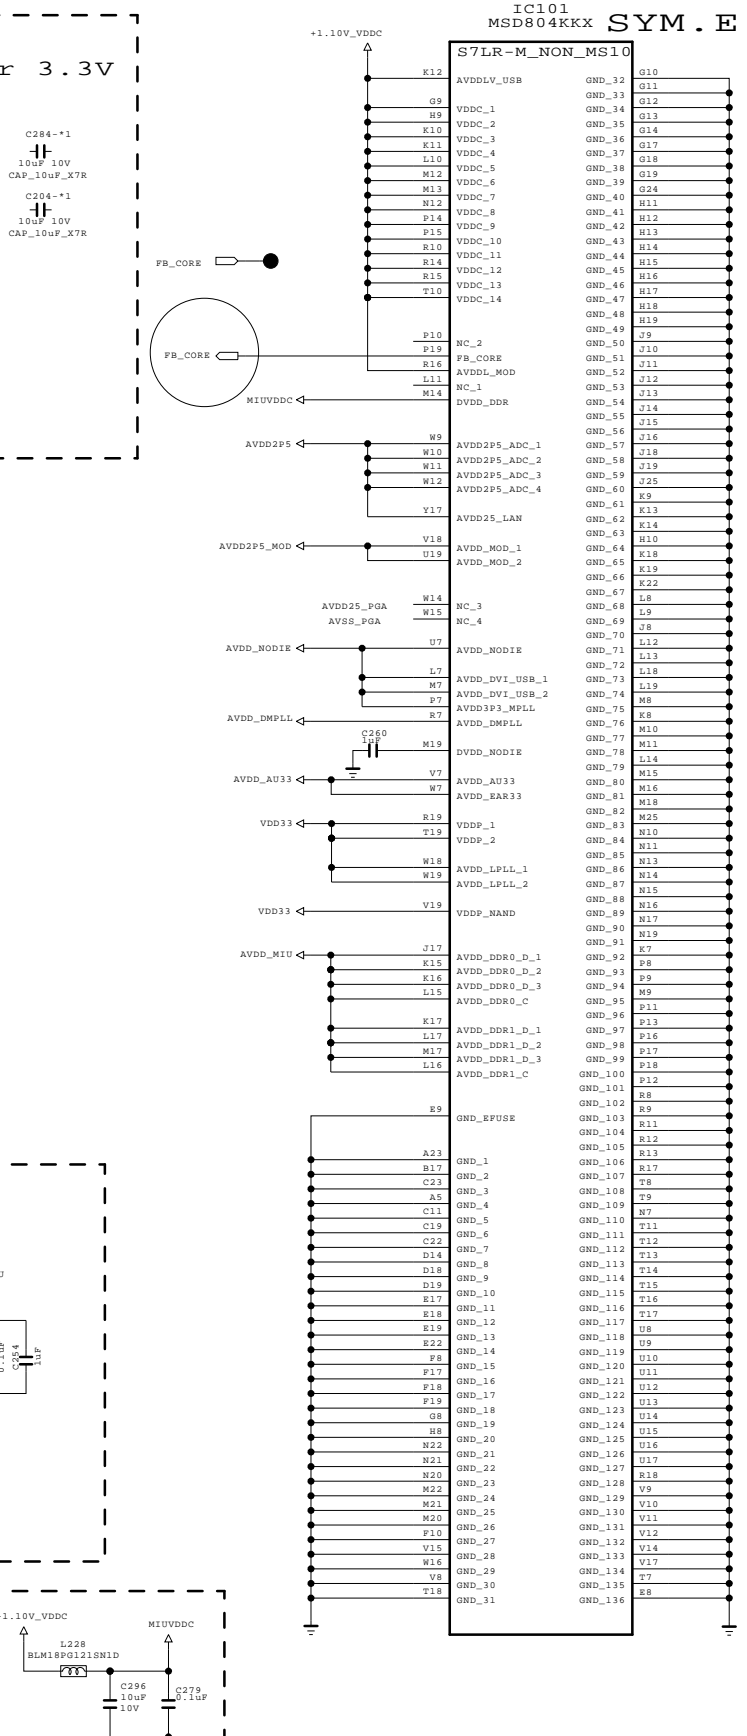 IC101
MSD804KKX SYM.E
S7LR-M_NON_MS10
r 3.3V
C284-*1
10uF 10V
CAP_10uF_X7R
C204-*1
10uF 10V
CAP_10uF_X7R
+1.10V_VDDC
K12 AVDDLV_USB
G9 VDDC_1
H9 VDDC_2
K10 VDDC_3
K11 VDDC_4
L10 VDDC_5
M12 VDDC_6
M13 VDDC_7
N12 VDDC_8
P14 VDDC_9
P15 VDDC_10
R10 VDDC_11
R14 VDDC_12
R15 VDDC_13
T10 VDDC_14
FB_CORE
P10 NC_2
FB_CORE P19 FB_CORE
R16 AVDDL_MOD
L11 NC_1
MIUVDDC M14 DVDD_DDR
AVDD2P5 W9 AVDD2P5_ADC_1
W10 AVDD2P5_ADC_2
W11 AVDD2P5_ADC_3
W12 AVDD2P5_ADC_4
Y17 AVDD25_LAN
AVDD2P5_MOD V18 AVDD_MOD_1
U19 AVDD_MOD_2
AVDD25_PGA W14 NC_3
AVSS_PGA W15 NC_4
AVDD_NODIE U7 AVDD_NODIE
L7 AVDD_DVI_USB_1
M7 AVDD_DVI_USB_2
P7 AVDD3P3_MPLL
AVDD_DMPLL R7 AVDD_DMPLL
C260
1uF
M19 DVDD_NODIE
AVDD_AU33 V7 AVDD_AU33
W7 AVDD_EAR33
VDD33 R19 VDDP_1
T19 VDDP_2
W18 AVDD_LPLL_1
W19 AVDD_LPLL_2
VDD33 V19 VDDP_NAND
AVDD_MIU J17 AVDD_DDR0_D_1
K15 AVDD_DDR0_D_2
K16 AVDD_DDR0_D_3
L15 AVDD_DDR0_C
K17 AVDD_DDR1_D_1
L17 AVDD_DDR1_D_2
M17 AVDD_DDR1_D_3
L16 AVDD_DDR1_C
E9 GND_EFUSE
A23 GND_1
B17 GND_2
C23 GND_3
A5 GND_4
C11 GND_5
C19 GND_6
C22 GND_7
D14 GND_8
D18 GND_9
D19 GND_10
E17 GND_11
E18 GND_12
E19 GND_13
E22 GND_14
F8 GND_15
F17 GND_16
F18 GND_17
F19 GND_18
G8 GND_19
H8 GND_20
N22 GND_21
N21 GND_22
N20 GND_23
M22 GND_24
M21 GND_25
M20 GND_26
F10 GND_27
V15 GND_28
W16 GND_29
V8 GND_30
T18 GND_31
GND_32 G10
GND_33 G11
GND_34 G12
GND_35 G13
GND_36 G14
GND_37 G17
GND_38 G18
GND_39 G19
GND_40 G24
GND_41 H11
GND_42 H12
GND_43 H13
GND_44 H14
GND_45 H15
GND_46 H16
GND_47 H17
GND_48 H18
GND_49 H19
GND_50 J9
GND_51 J10
GND_52 J11
GND_53 J12
GND_54 J13
GND_55 J14
GND_56 J15
GND_57 J16
GND_58 J18
GND_59 J19
GND_60 J25
GND_61 K9
GND_62 K13
GND_63 K14
GND_64 H10
GND_65 K18
GND_66 K19
GND_67 K22
GND_68 L8
GND_69 L9
GND_70 J8
GND_71 L12
GND_72 L13
GND_73 L18
GND_74 L19
GND_75 M8
GND_76 K8
GND_77 M10
GND_78 M11
GND_79 L14
GND_80 M15
GND_81 M16
GND_82 M18
GND_83 M25
GND_84 N10
GND_85 N11
GND_86 N13
GND_87 N14
GND_88 N15
GND_89 N16
GND_90 N17
GND_91 N19
GND_92 K7
GND_93 P8
GND_94 P9
GND_95 M9
GND_96 P11
GND_97 P13
GND_98 P16
GND_99 P17
GND_100 P18
GND_101 P12
GND_102 R8
GND_103 R9
GND_104 R11
GND_105 R12
GND_106 R13
GND_107 R17
GND_108 T8
GND_109 T9
GND_110 N7
GND_111 T11
GND_112 T12
GND_113 T13
GND_114 T14
GND_115 T15
GND_116 T16
GND_117 T17
GND_118 U8
GND_119 U9
GND_120 U10
GND_121 U11
GND_122 U12
GND_123 U13
GND_124 U14
GND_125 U15
GND_126 U16
GND_127 U17
GND_128 R18
GND_129 V9
GND_130 V10
GND_131 V11
GND_132 V12
GND_133 V14
GND_134 V17
GND_135 T7
GND_136 E8
0.1uF
C254
1uF
+1.10V_VDDC
MIUVDDC
L228
BLM18PG121SN1D
C296
10uF
10V
C279
0.1uF